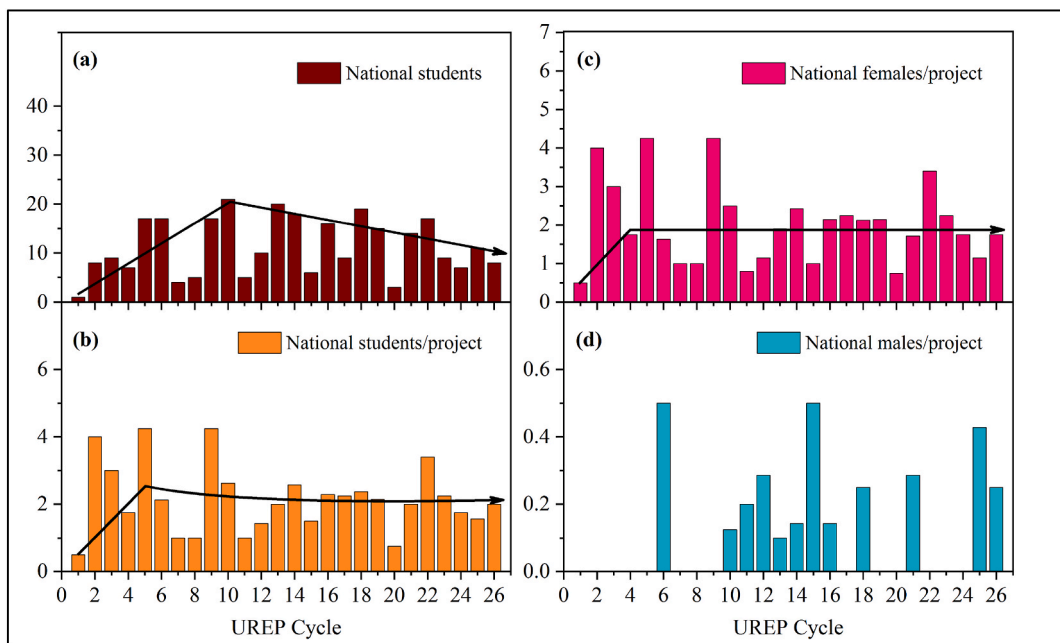 (a)
National students
40
30
20
10
0
(b)
National students/project
6
4
2
0
0 2 4 6 8 10 12 14 16 18 20 22 24 26
UREP Cycle
(c)
National females/project
7
6
5
4
3
2
1
0
(d)
National males/project
0.6
0.4
0.2
0.0
0 2 4 6 8 10 12 14 16 18 20 22 24 26
UREP Cycle